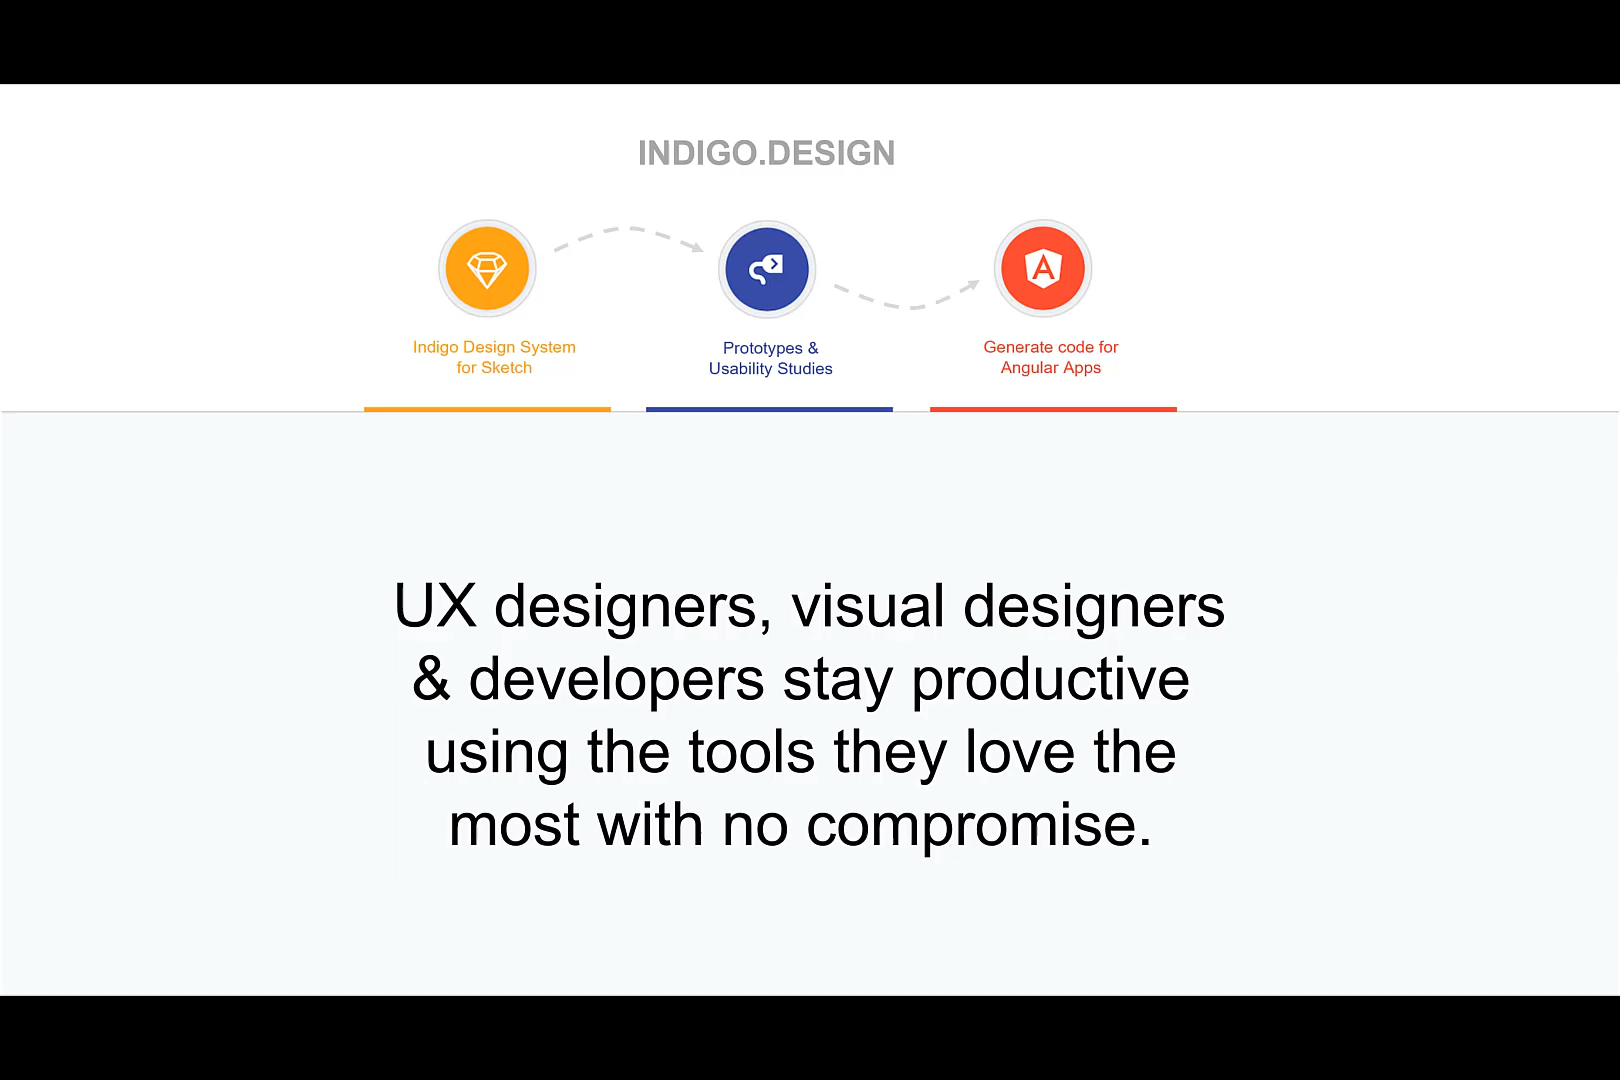 INDIGO.DESIGN
Indigo Design System
for Sketch
Prototypes &
Usability Studies
Generate code for
Angular Apps
UX designers, visual designers
& developers stay productive
using the tools they love the
most with no compromise.